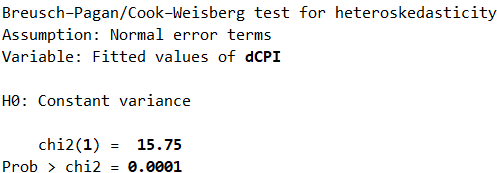 Breusch–Pagan/Cook–Weisberg test for heteroskedasticity
Assumption: Normal error terms
Variable: Fitted values of dCPI
H0: Constant variance
chi2(1) = 15.75
Prob > chi2 = 0.0001